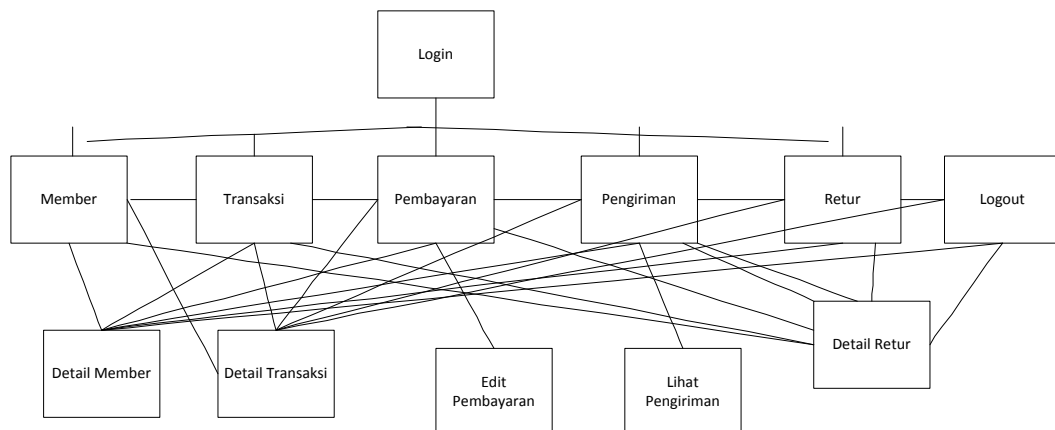 Login
Member
Transaksi
Pembayaran
Pengiriman
Retur
Logout
Detail Member
Detail Transaksi
Edit
Pembayaran
Lihat
Pengiriman
Detail Retur